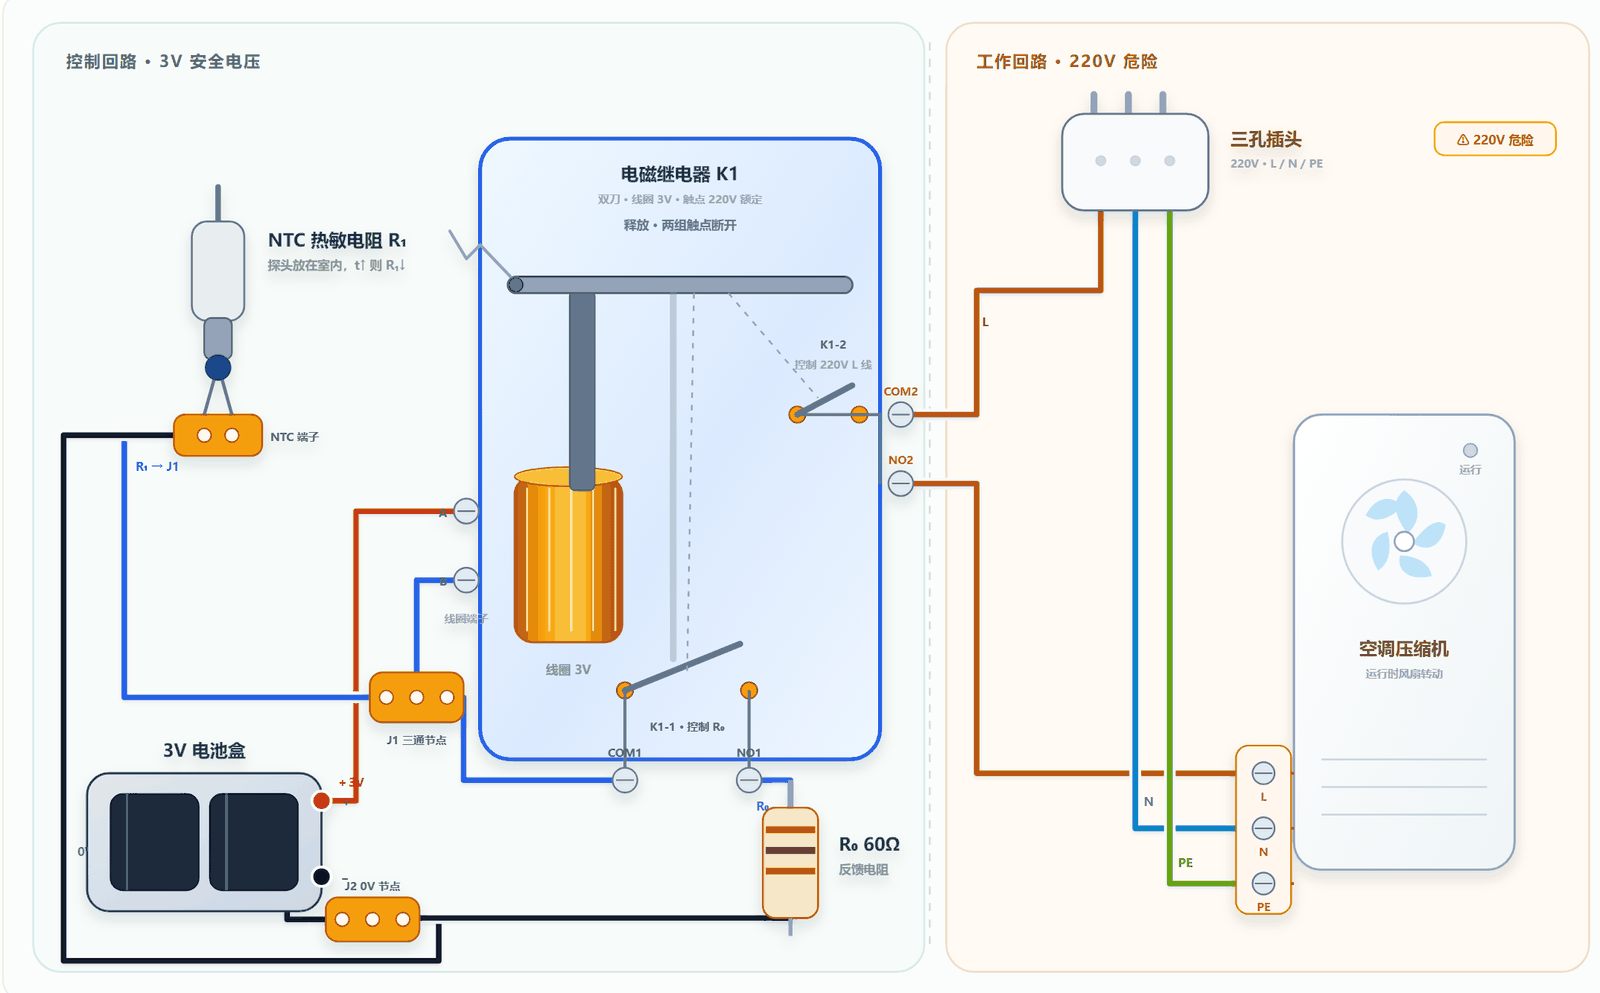 控制回路 • 3V 安全电压
工作回路 • 220V 危险
三孔插头
220V • L / N / PE
⚠ 220V 危险
电磁继电器 K1
双刀 • 线圈 3V • 触点 220V 额定
释放 • 两组触点断开
NTC 热敏电阻 R₁
探头放在室内，t↑ 则 R₁↓
K1-2
控制 220V L 线
COM2
L
NTC 端子
R₁ → J1
NO2
运行
A
B
线圈端子
线圈 3V
空调压缩机
运行时风扇转动
K1-1 • 控制 R₀
J1 三通节点
COM1
NO1
3V 电池盒
+ 3V
+
R₀
L
N
R₀ 60Ω
反馈电阻
N
PE
−
J2 0V 节点
PE